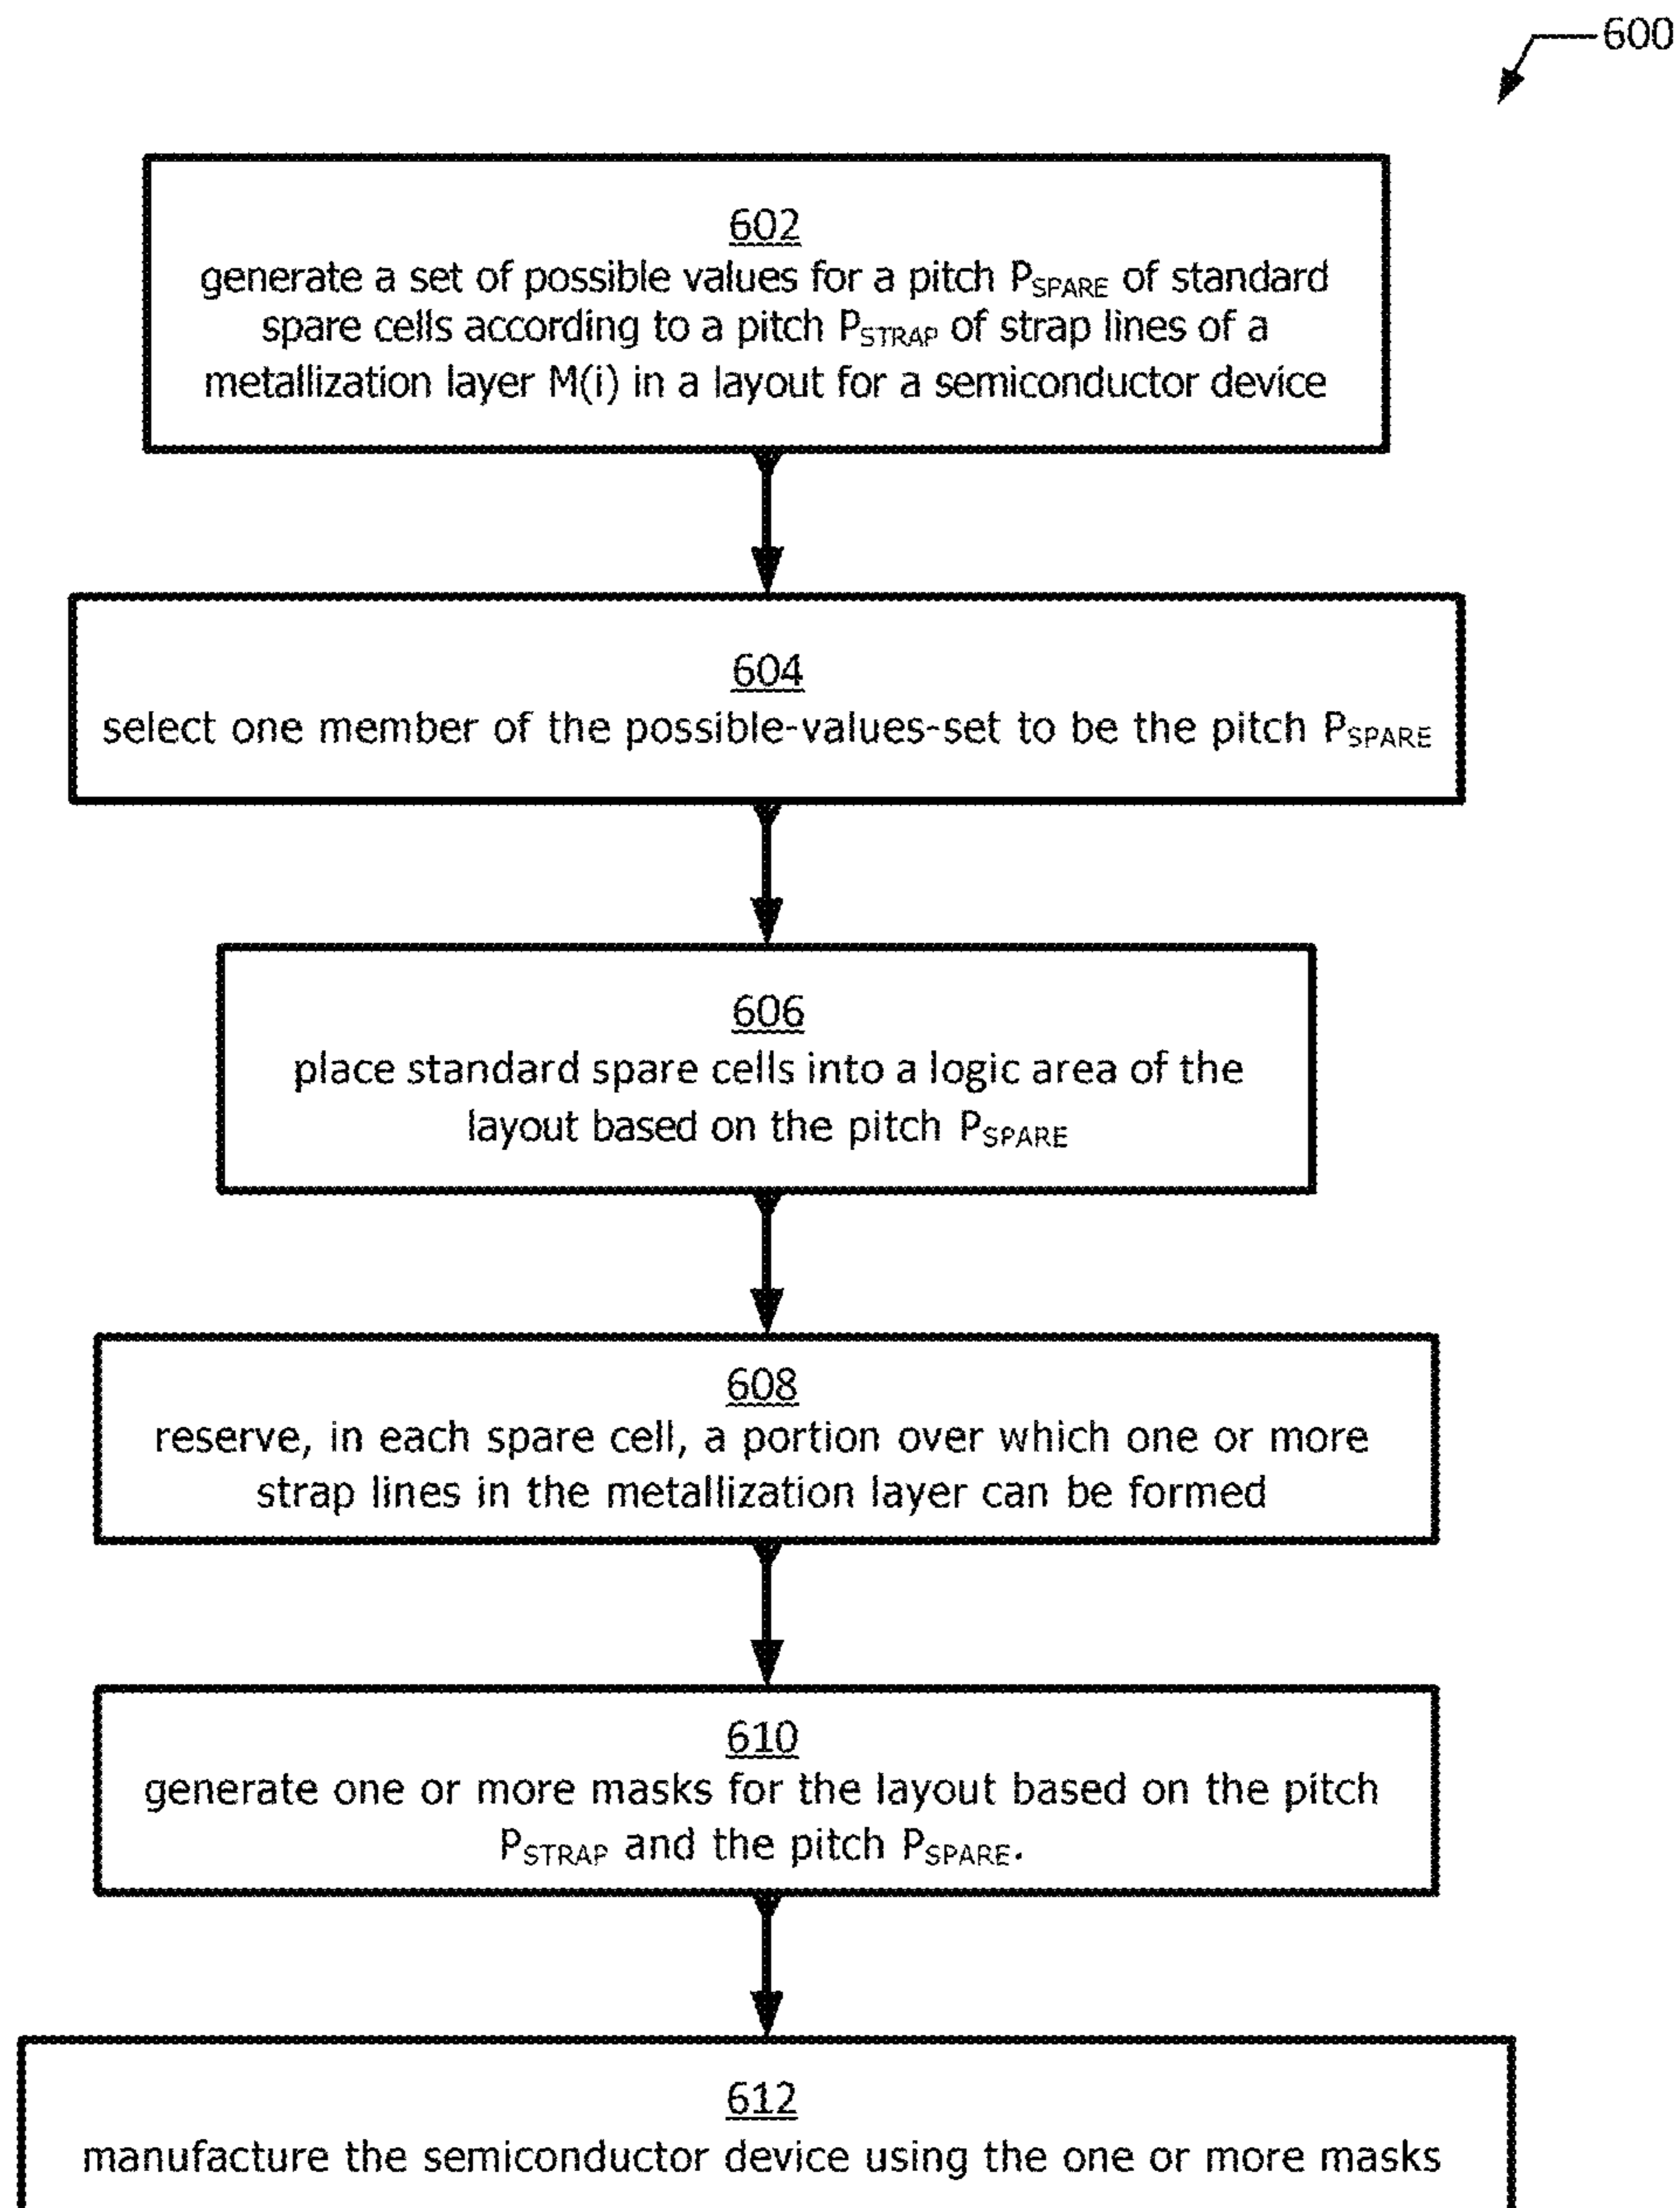 600
602
generate a set of possible values for a pitch PSPARE of standard
spare cells according to a pitch PSTRAP of strap lines of a
metallization layer M(i) in a layout for a semiconductor device
604
select one member of the possible-values-set to be the pitch PSPARE
606
place standard spare cells into a logic area of the
layout based on the pitch PSPARE
608
reserve, in each spare cell, a portion over which one or more
strap lines in the metallization layer can be formed
610
generate one or more masks for the layout based on the pitch
PSTRAP and the pitch PSPARE.
612
manufacture the semiconductor device using the one or more masks